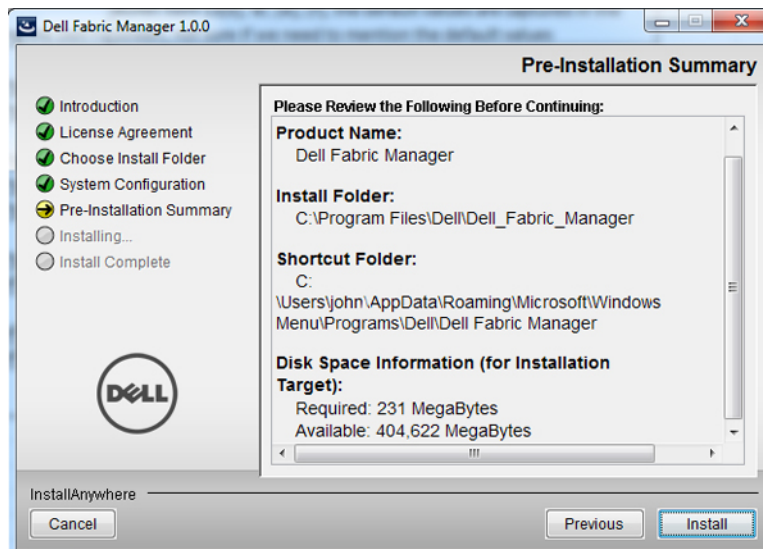 Dell Fabric Manager 1.0.0
Pre-Installation Summary
Introduction
License Agreement
Choose Install Folder
System Configuration
Pre-Installation Summary
Installing...
Install Complete
DELL
Please Review the Following Before Continuing:
Product Name:
Dell Fabric Manager
Install Folder:
C:\Program Files\Dell\Dell_Fabric_Manager
Shortcut Folder:
C:
\Users\john\AppData\Roaming\Microsoft\Windows
Menu\Programs\Dell\Dell Fabric Manager
Disk Space Information (for Installation
Target):
Required: 231 MegaBytes
Available: 404,622 MegaBytes
InstallAnywhere
Cancel
Previous
Install